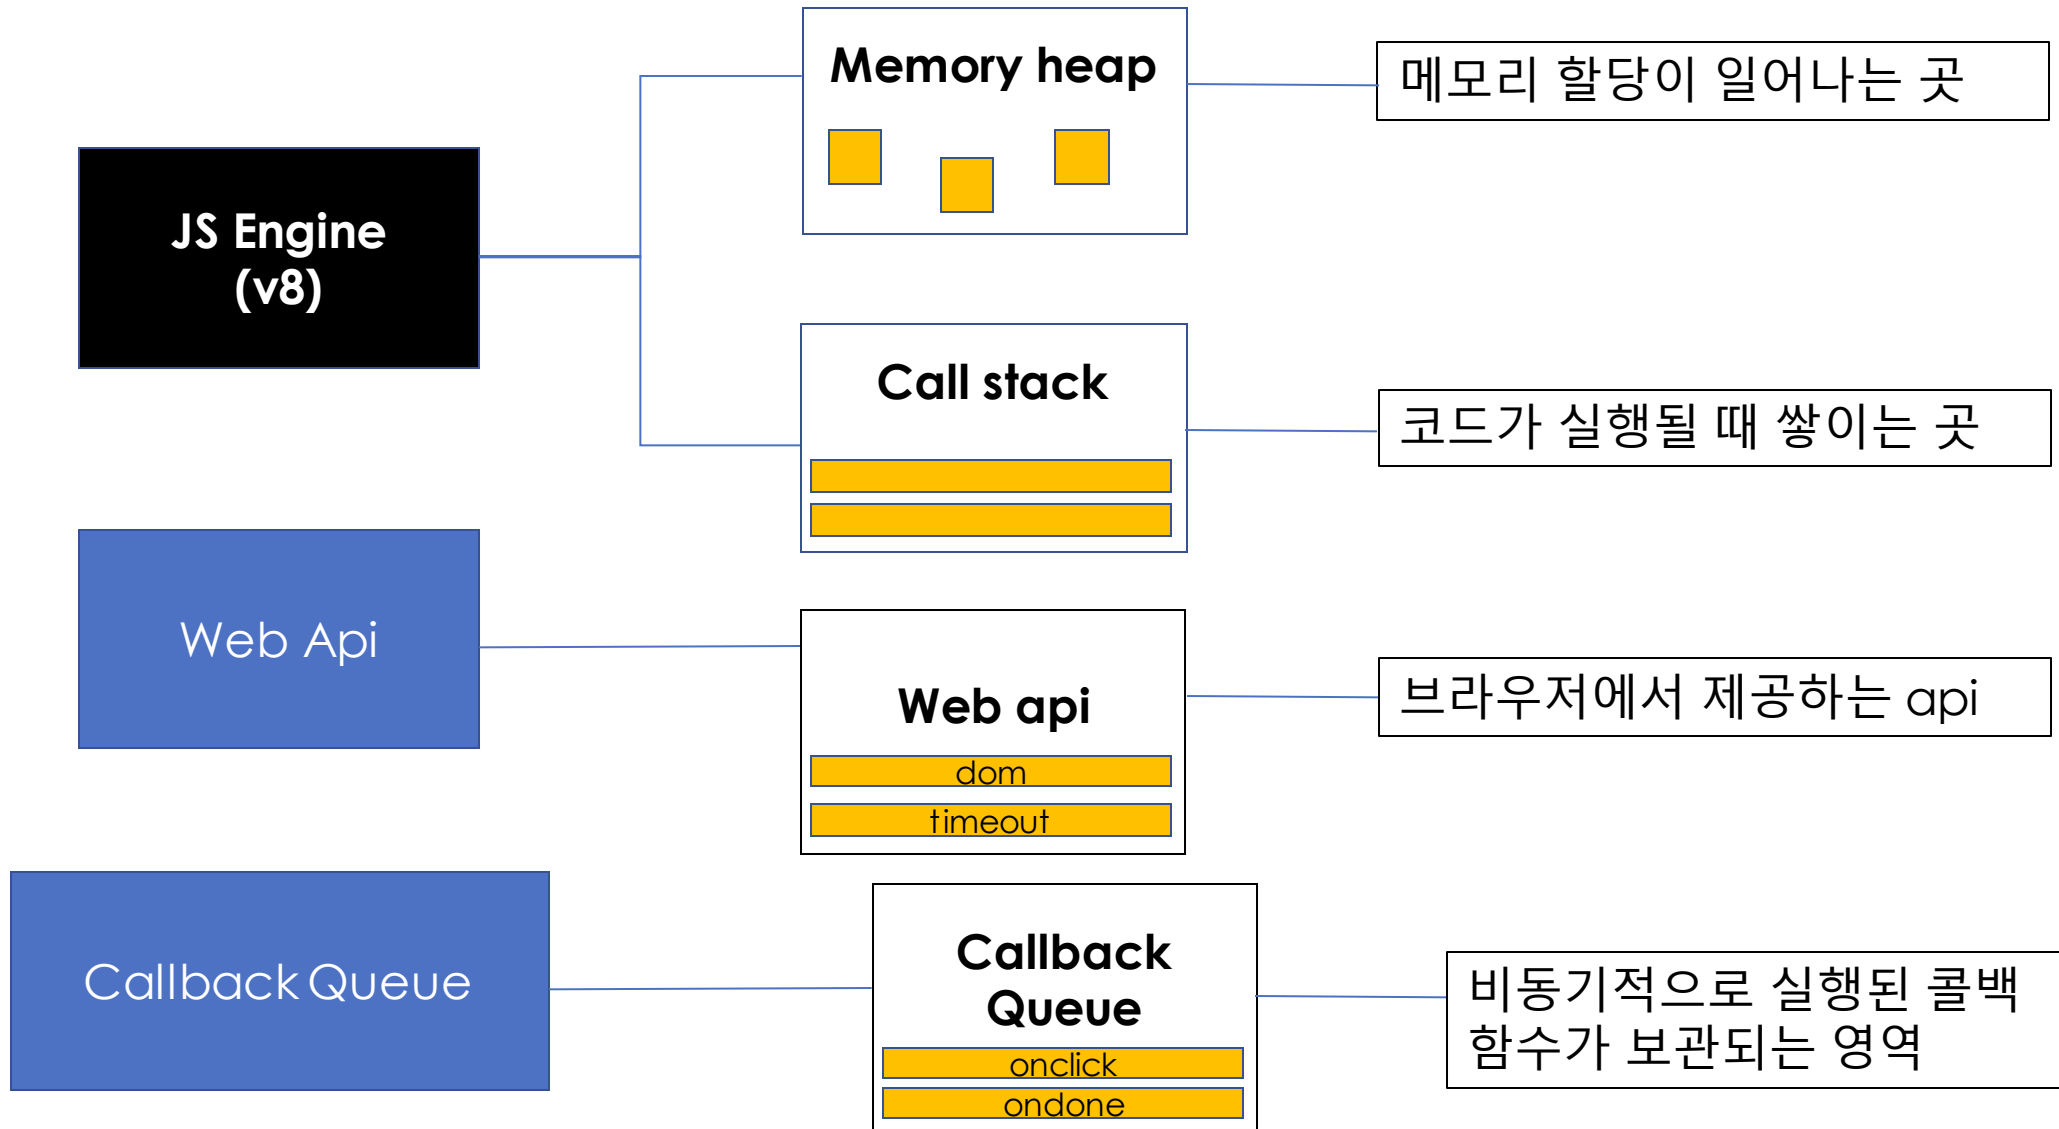 Memory heap
메모리 할당이 일어나는 곳
JS Engine
(v8)
Call stack
코드가 실행될 때 쌓이는 곳
Web Api
Web api
dom
timeout
브라우저에서 제공하는 api
Callback Queue
Callback
Queue
onclick
ondone
비동기적으로 실행된 콜백
함수가 보관되는 영역